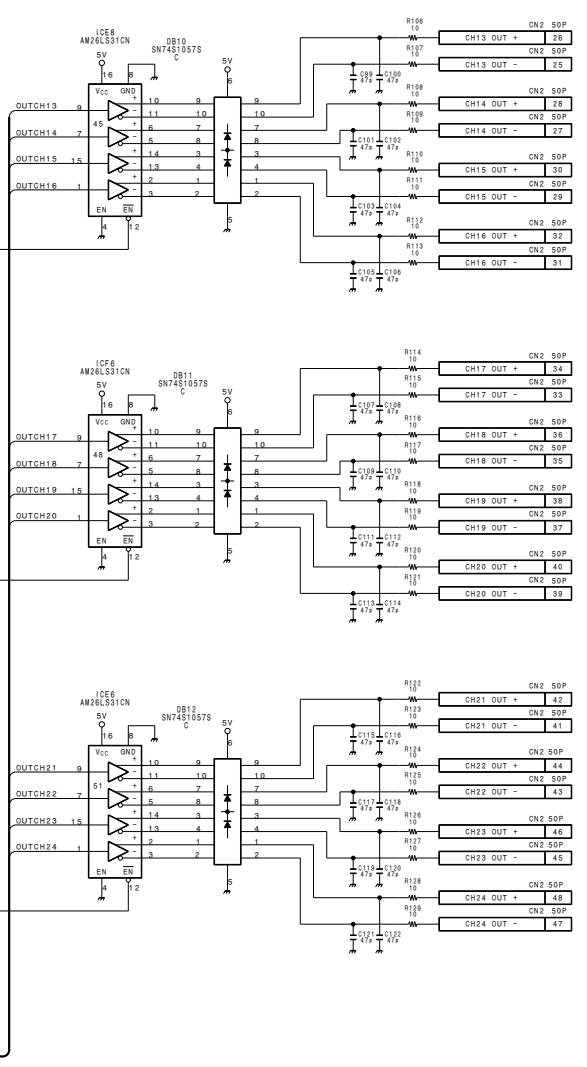 ICE8
AM26LS31CN
DB10
SN74S1057S
C
5V
16 8
5V
6
Vcc GND
OUTCH13 9
OUTCH14 7
OUTCH15 15
OUTCH16 1
45
+ 10 9 9
- 11 10 10
+ 6 7 7
- 5 8 8
+ 14 3 3
- 13 4 4
+ 2 1 1
- 3 2 2
EN EN
4 12
5
R106
10
CN2 50P
CH13 OUT + 26
R107
10
CN2 50P
CH13 OUT - 25
C99 C100
47p 47p
R108
10
CN2 50P
CH14 OUT + 28
R109
10
CN2 50P
CH14 OUT - 27
C101 C102
47p 47p
R110
10
CN2 50P
CH15 OUT + 30
R111
10
CN2 50P
CH15 OUT - 29
C103 C104
47p 47p
R112
10
CN2 50P
CH16 OUT + 32
R113
10
CN2 50P
CH16 OUT - 31
C105 C106
47p 47p
ICF6
AM26LS31CN
DB11
SN74S1057S
C
5V
16 8
5V
6
Vcc GND
OUTCH17 9
OUTCH18 7
OUTCH19 15
OUTCH20 1
48
+ 10 9 9
- 11 10 10
+ 6 7 7
- 5 8 8
+ 14 3 3
- 13 4 4
+ 2 1 1
- 3 2 2
EN EN
4 12
5
R114
10
CN2 50P
CH17 OUT + 34
R115
10
CN2 50P
CH17 OUT - 33
C107 C108
47p 47p
R116
10
CN2 50P
CH18 OUT + 36
R117
10
CN2 50P
CH18 OUT - 35
C109 C110
47p 47p
R118
10
CN2 50P
CH19 OUT + 38
R119
10
CN2 50P
CH19 OUT - 37
C111 C112
47p 47p
R120
10
CN2 50P
CH20 OUT + 40
R121
10
CN2 50P
CH20 OUT - 39
C113 C114
47p 47p
ICE6
AM26LS31CN
DB12
SN74S1057S
C
5V
16 8
5V
6
Vcc GND
OUTCH21 9
OUTCH22 7
OUTCH23 15
OUTCH24 1
51
+ 10 9 9
- 11 10 10
+ 6 7 7
- 5 8 8
+ 14 3 3
- 13 4 4
+ 2 1 1
- 3 2 2
EN EN
4 12
5
R122
10
CN2 50P
CH21 OUT + 42
R123
10
CN2 50P
CH21 OUT - 41
C115 C116
47p 47p
R124
10
CN2 50P
CH22 OUT + 44
R125
10
CN2 50P
CH22 OUT - 43
C117 C118
47p 47p
R126
10
CN2 50P
CH23 OUT + 46
R127
10
CN2 50P
CH23 OUT - 45
C119 C120
47p 47p
R128
10
CN2 50P
CH24 OUT + 48
R129
10
CN2 50P
CH24 OUT - 47
C121 C122
47p 47p